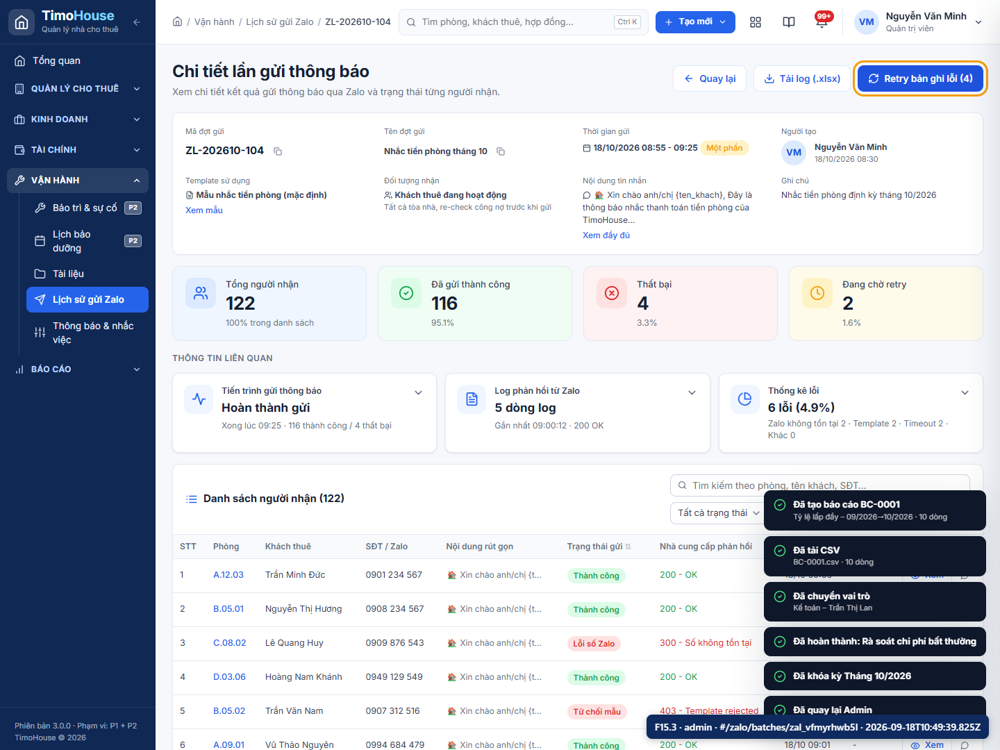 TimoHouse
Quản lý nhà cho thuê
Tổng quan
QUẢN LÝ CHO THUÊ
KINH DOANH
TÀI CHÍNH
VẬN HÀNH
Bảo trì & sự cố P2
Lịch bảo dưỡng P2
Tài liệu
Lịch sử gửi Zalo
Thông báo & nhắc việc
BÁO CÁO
Phiên bản 3.0.0 · Phạm vi: P1 + P2
TimoHouse © 2026
/ Vận hành / Lịch sử gửi Zalo / ZL-202610-104
Tìm phòng, khách thuê, hợp đồng... Ctrl K
Tạo mới
99+
VM
Nguyễn Văn Minh
Quản trị viên
Chi tiết lần gửi thông báo
Xem chi tiết kết quả gửi thông báo qua Zalo và trạng thái từng người nhận.
Quay lại
Tải log (.xlsx)
Retry bản ghi lỗi (4)
Mã đợt gửi
ZL-202610-104
Tên đợt gửi
Nhắc tiền phòng tháng 10
Thời gian gửi
18/10/2026 08:55 - 09:25 Một phần
Người tạo
VM
Nguyễn Văn Minh
18/10/2026 08:30
Template sử dụng
Mẫu nhắc tiền phòng (mặc định)
Xem mẫu
Đối tượng nhận
Khách thuê đang hoạt động
Tất cả tòa nhà, re-check công nợ trước khi gửi
Nội dung tin nhắn
Xin chào anh/chị {ten_khach}, Đây là
thông báo nhắc thanh toán tiền phòng của
TimoHouse...
Xem đầy đủ
Ghi chú
Nhắc tiền phòng định kỳ tháng 10/2026
Tổng người nhận
122
100% trong danh sách
Đã gửi thành công
116
95.1%
Thất bại
4
3.3%
Đang chờ retry
2
1.6%
THÔNG TIN LIÊN QUAN
Tiến trình gửi thông báo
Hoàn thành gửi
Xong lúc 09:25 · 116 thành công / 4 thất bại
Log phản hồi từ Zalo
5 dòng log
Gần nhất 09:00:12 · 200 OK
Thống kê lỗi
6 lỗi (4.9%)
Zalo không tồn tại 2 · Template 2 · Timeout 2 ·
Khác 0
Danh sách người nhận (122)
Tìm kiếm theo phòng, tên khách, SĐT...
Tất cả trạng thái
STT Phòng Khách thuê SĐT / Zalo Nội dung rút gọn Trạng thái gửi Nhà cung cấp phản hồi
1 A.12.03 Trần Minh Đức 0901 234 567 Xin chào anh/chị {t... Thành công 200 - OK
2 B.05.01 Nguyễn Thị Hương 0908 234 567 Xin chào anh/chị {t... Thành công 200 - OK
3 C.08.02 Lê Quang Huy 0909 876 543 Xin chào anh/chị {t... Lỗi số Zalo 300 - Số không tồn tại
4 D.03.06 Hoàng Nam Khánh 0949 129 549 Xin chào anh/chị {t... Thành công 200 - OK
5 B.05.02 Trần Văn Nam 0907 312 516 Xin chào anh/chị {t... Từ chối mẫu 403 - Template rejected
6 A.09.01 Vũ Thảo Nguyên 0994 684 479 Xin chào anh/chị {t... Thành công 200 - OK 18/10 09:01 - Xem
Đã tạo báo cáo BC-0001
Tỷ lệ lấp đầy – 09/2026→10/2026 · 10 dòng
Đã tải CSV
BC-0001.csv · 10 dòng
Đã chuyển vai trò
Kế toán – Trần Thị Lan
Đã hoàn thành: Rà soát chi phí bất thường
Đã khóa kỳ Tháng 10/2026
Đã quay lại Admin
F15.3 · admin · #/zalo/batches/zal_vfmyrhwb5l · 2026-09-18T10:49:39.825Z